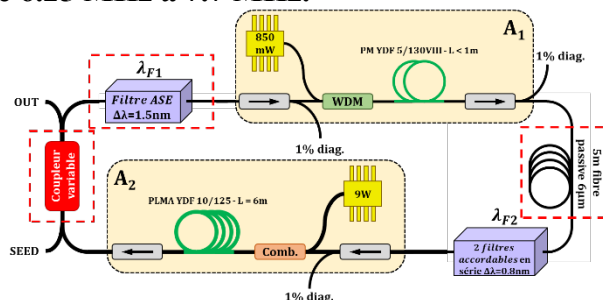 850
mW
PM YDF 5/130VIII - L < 1m
A1
1% diag.
λF1
Filtre ASE
Δλ=1.5nm
WDM
OUT
1% diag.
Coupleur
variable
A2
PLMA YDF 10/125 - L = 6m
9W
5m fibre
passive 6μm
λF2
SEED
Comb.
2 filtres
accordables en
série Δλ=0.8nm
1% diag.